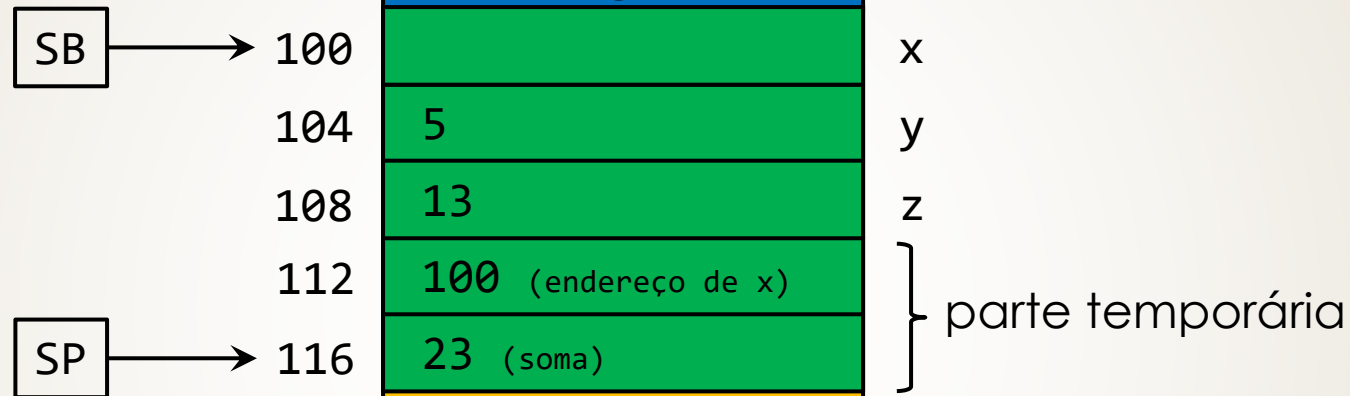 SB 100 x
104 5 y
108 13 z
112 100 (endereço de x)
parte temporária
SP 116 23 (soma)